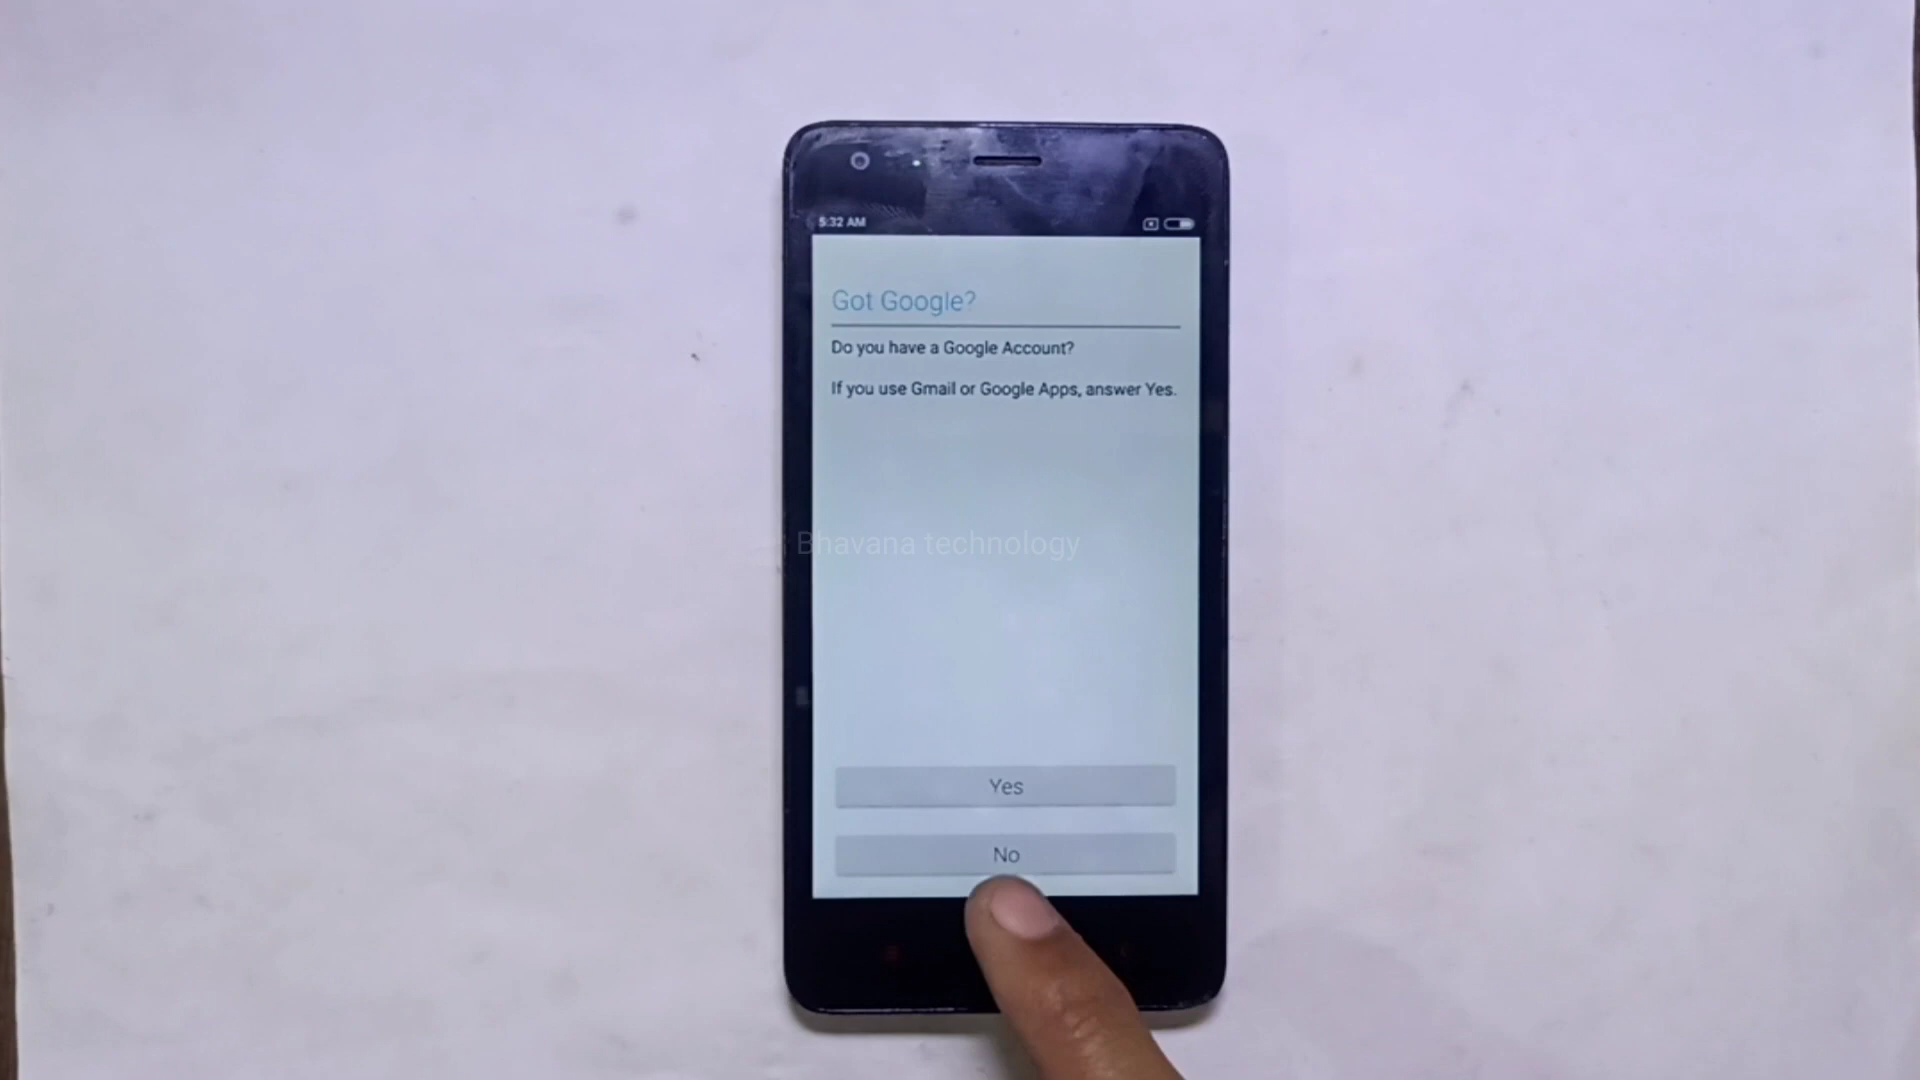 5:32 AM
Got Google?
Do you have a Google Account?
If you use Gmail or Google Apps, answer Yes.
Bhavana technology
Yes
No